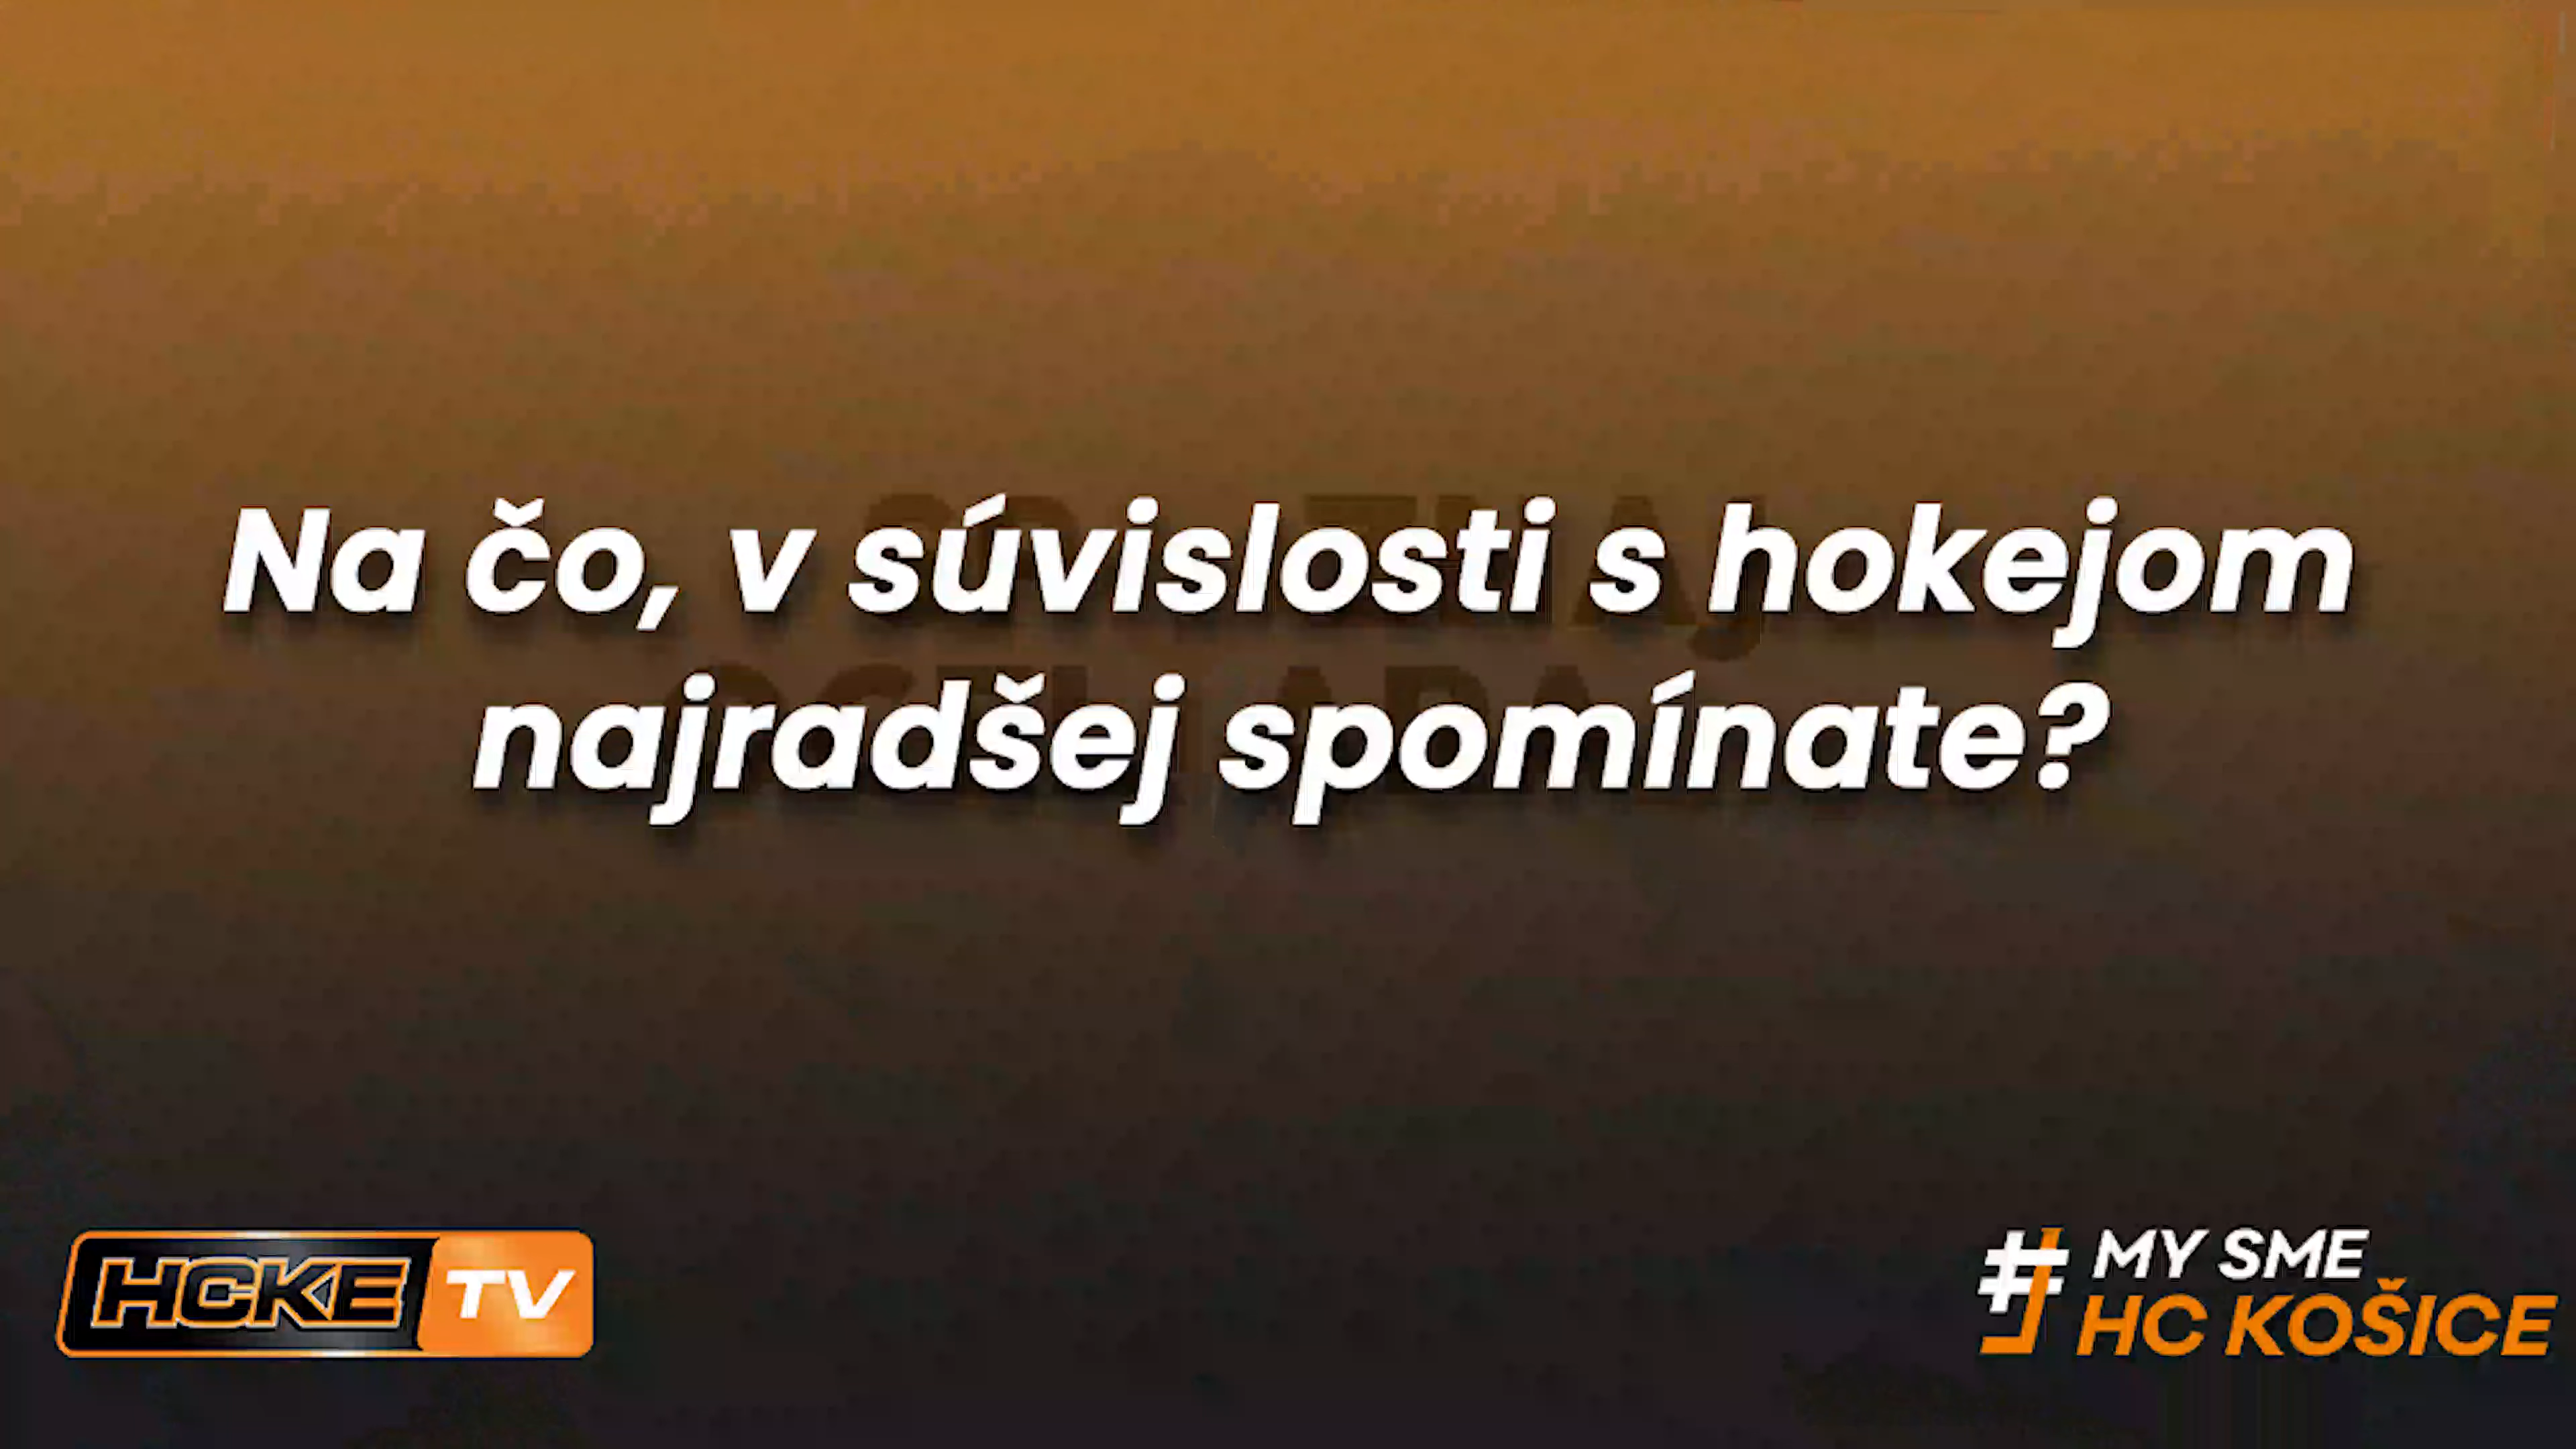 Na čo, v súvislosti s hokejom
najradšej spomínate?
HCKE TV
# MY SME
HC KOŠICE